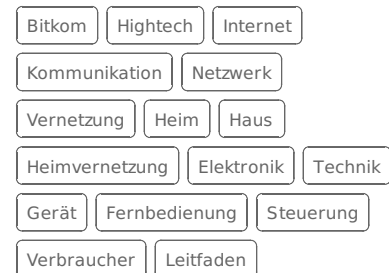 Bitkom Hightech Internet
Kommunikation Netzwerk
Vernetzung Heim Haus
Heimvernetzung Elektronik Technik
Gerät Fernbedienung Steuerung
Verbraucher Leitfaden